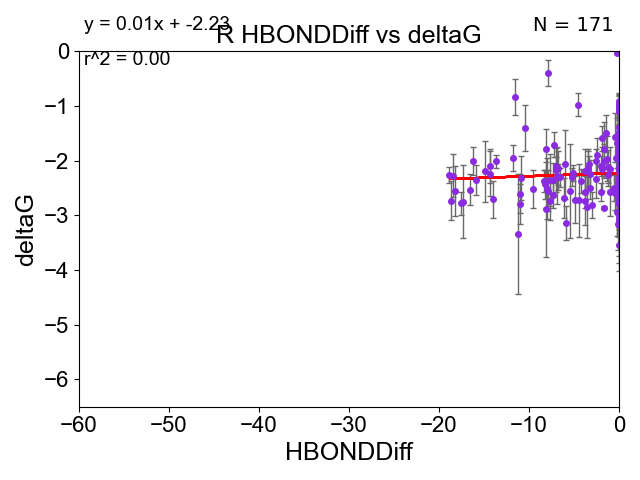 y = 0.01x + -2.23
N = 171
R HBONDDiff vs deltaG
r^2 = 0.00
0
−1
−2
−3
−4
−5
−6
deltaG
−60 −50 −40 −30 −20 −10 0
HBONDDiff